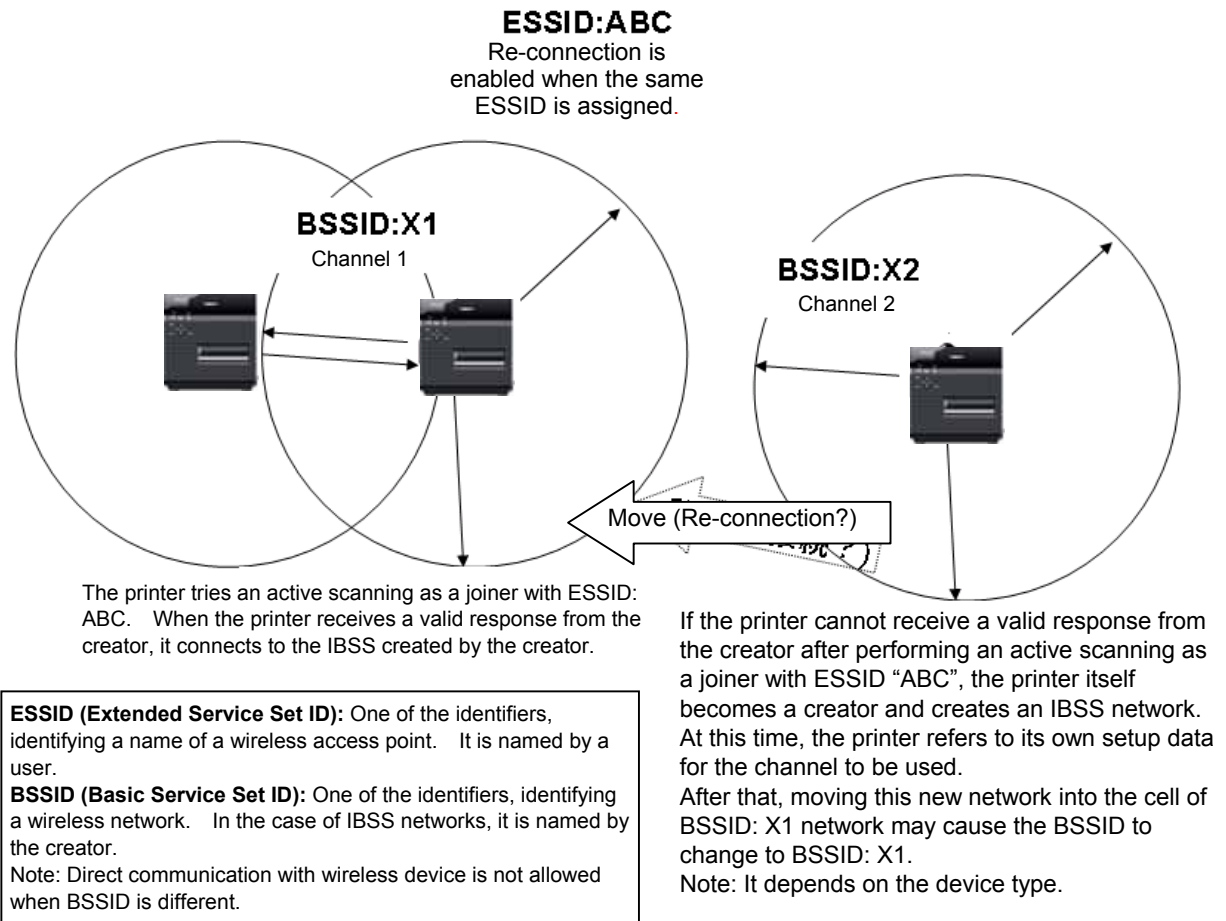 ESSID:ABC
Re-connection is
enabled when the same
ESSID is assigned.
BSSID:X1
Channel 1
BSSID:X2
Channel 2
Move (Re-connection?)
The printer tries an active scanning as a joiner with ESSID:
ABC. When the printer receives a valid response from the
creator, it connects to the IBSS created by the creator.
ESSID (Extended Service Set ID): One of the identifiers,
identifying a name of a wireless access point. It is named by a
user.
BSSID (Basic Service Set ID): One of the identifiers, identifying
a wireless network. In the case of IBSS networks, it is named by
the creator.
Note: Direct communication with wireless device is not allowed
when BSSID is different.
If the printer cannot receive a valid response from
the creator after performing an active scanning as
a joiner with ESSID “ABC”, the printer itself
becomes a creator and creates an IBSS network.
At this time, the printer refers to its own setup data
for the channel to be used.
After that, moving this new network into the cell of
BSSID: X1 network may cause the BSSID to
change to BSSID: X1.
Note: It depends on the device type.